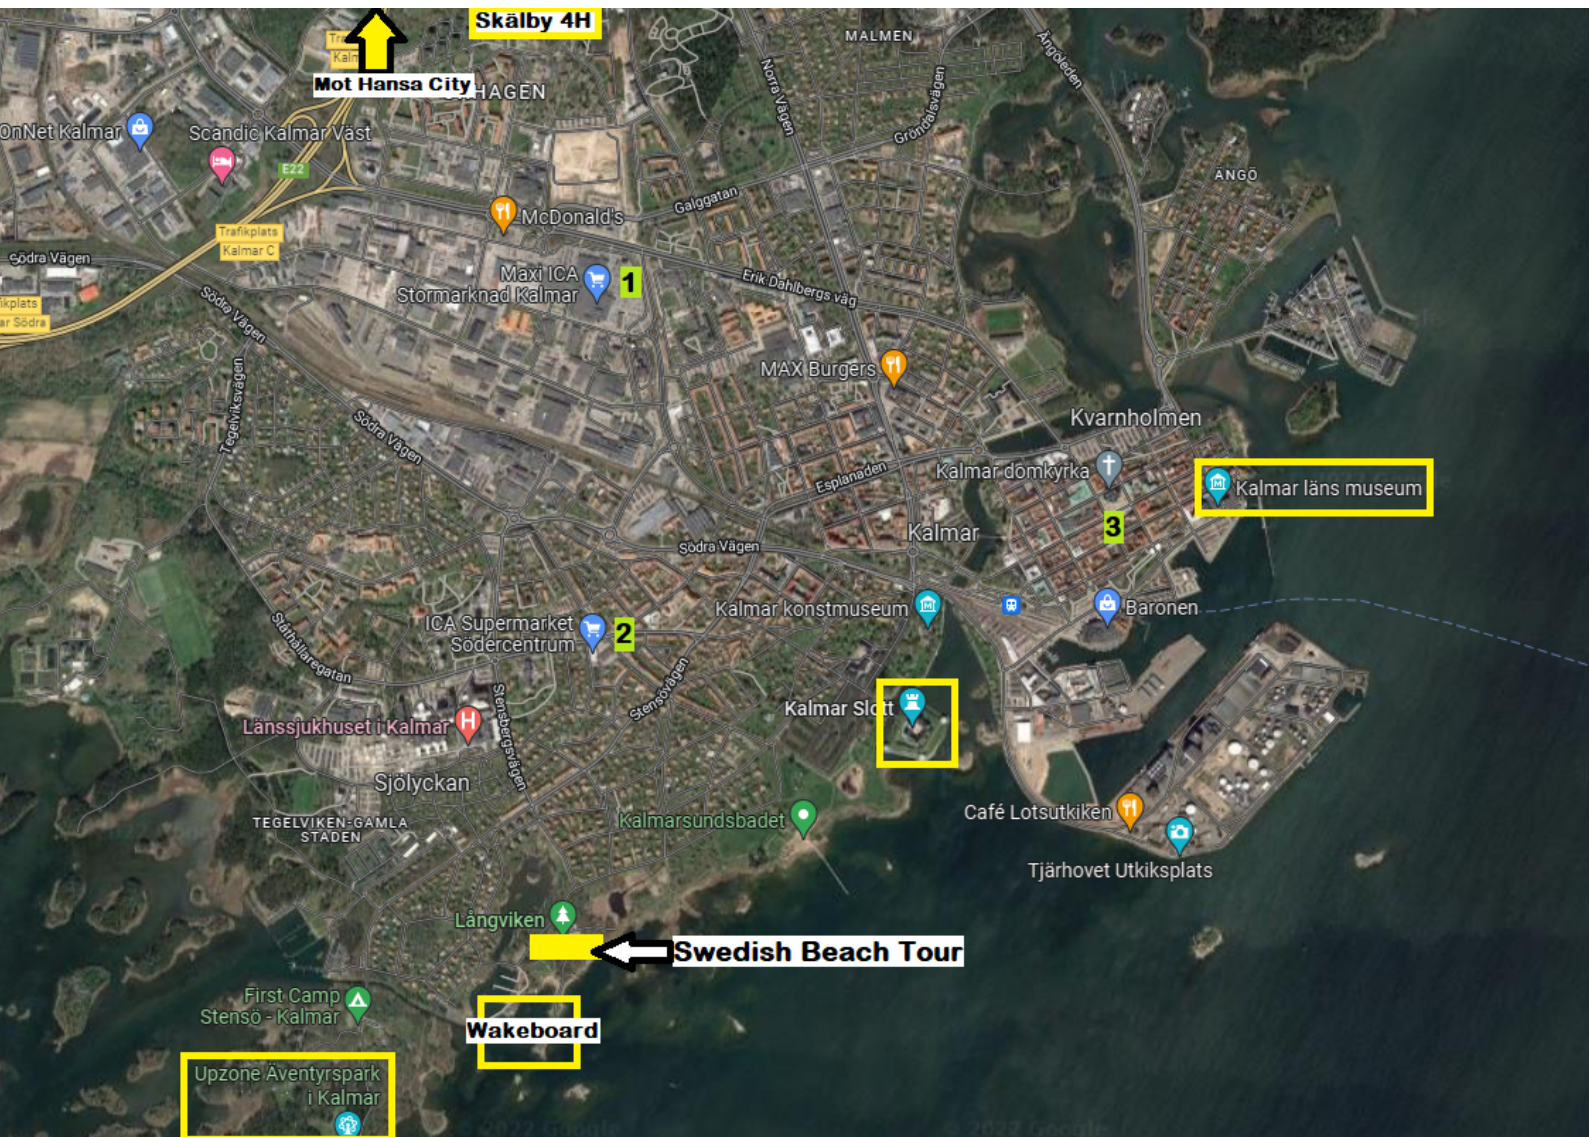 Skälby 4H
Mot Hansa City
MALMEN
Ängöleden
Norra Vägen
Gröndalsvägen
OnNet Kalmar
Scandic Kalmar Väst
E22
ÄNGÖ
Galggatan
McDonald's
Trafikplats
Kalmar C
Södra Vägen
Maxi ICA
Stormarknad Kalmar
1
Erik Dahlbergs väg
Södra Vägen
MAX Burgers
Tegelviksvägen
Södra Vägen
Kvarnholmen
Kalmar domkyrka
Esplanaden
Kalmar läns museum
3
Kalmar
Södra Vägen
Kalmar konstmuseum
Baronen
ICA Supermarket
Södercentrum
2
Ståthållaregatan
Stensövägen
Stensbergsvägen
Kalmar Slott
Länssjukhuset i Kalmar
Sjölyckan
TEGELVIKEN-GAMLA
STADEN
Kalmarsundsbadet
Café Lotsutkiken
Tjärhovet Utkiksplats
Långviken
Swedish Beach Tour
First Camp
Stensö - Kalmar
Wakeboard
Upzone Äventyrspark
i Kalmar